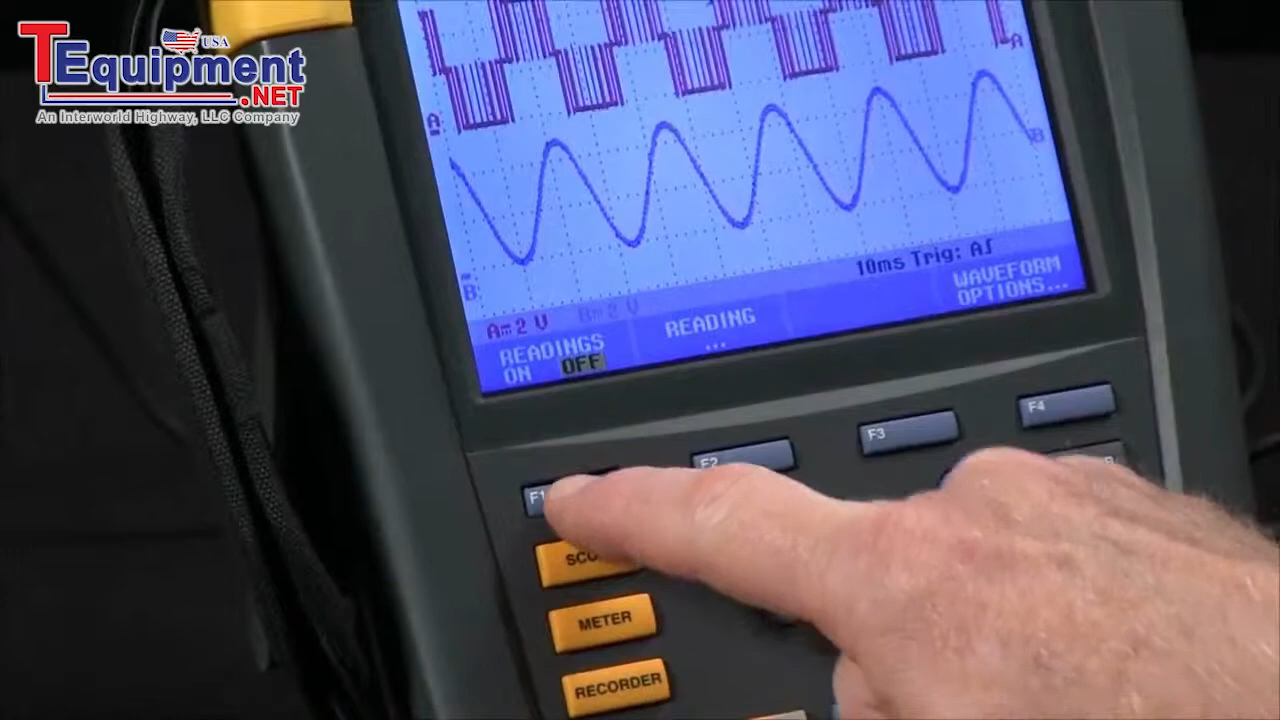 TEquipment
USA
.NET
An Interworld Highway, LLC Company
A
A
B
B
10ms Trig: A∫
A⎓2 V
B⎓2 V
READINGS
ON OFF
READING
...
WAVEFORM
OPTIONS...
F1
F2
F3
F4
METER
RECORDER